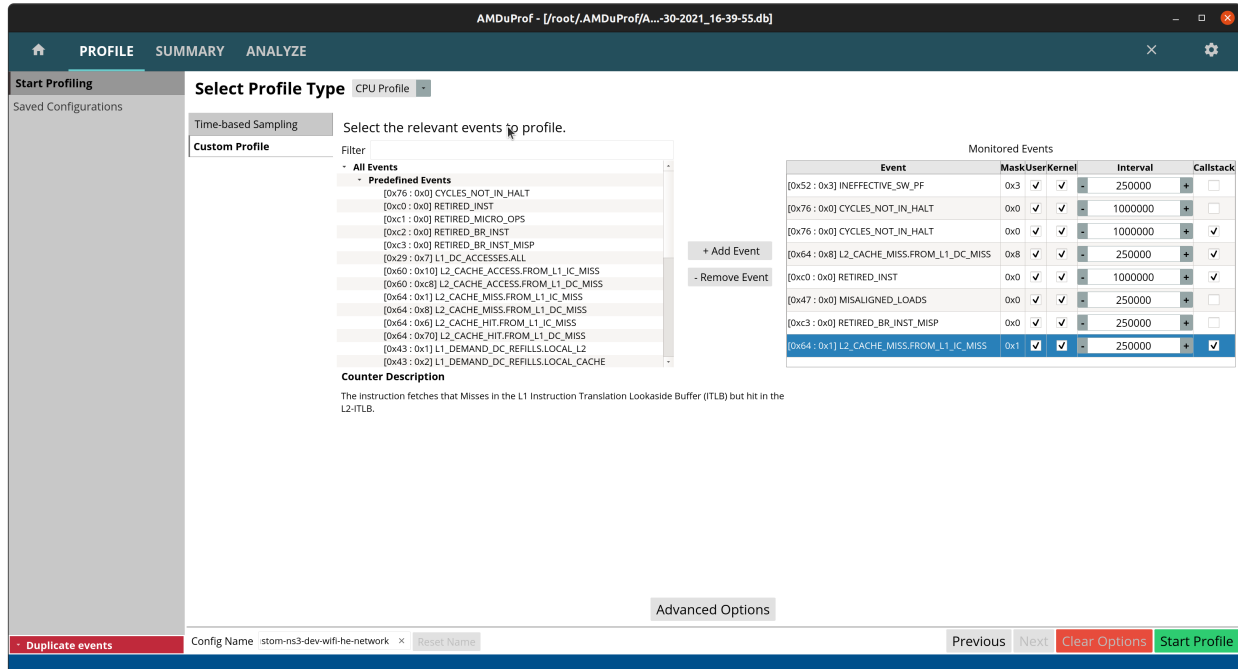 AMDuProf - [/root/.AMDuProf/A...-30-2021_16-39-55.db]
PROFILE SUMMARY ANALYZE
Start Profiling
Saved Configurations
Select Profile Type CPU Profile
Time-based Sampling
Custom Profile
Select the relevant events to profile.
Filter
All Events
Predefined Events
[0x76 : 0x0] CYCLES_NOT_IN_HALT
[0xc0 : 0x0] RETIRED_INST
[0xc1 : 0x0] RETIRED_MICRO_OPS
[0xc2 : 0x0] RETIRED_BR_INST
[0xc3 : 0x0] RETIRED_BR_INST_MISP
[0x29 : 0x7] L1_DC_ACCESSES.ALL
[0x60 : 0x10] L2_CACHE_ACCESS.FROM_L1_IC_MISS
[0x60 : 0xc8] L2_CACHE_ACCESS.FROM_L1_DC_MISS
[0x64 : 0x1] L2_CACHE_MISS.FROM_L1_IC_MISS
[0x64 : 0x8] L2_CACHE_MISS.FROM_L1_DC_MISS
[0x64 : 0x6] L2_CACHE_HIT.FROM_L1_IC_MISS
[0x64 : 0x70] L2_CACHE_HIT.FROM_L1_DC_MISS
[0x43 : 0x1] L1_DEMAND_DC_REFILLS.LOCAL_L2
[0x43 : 0x2] L1_DEMAND_DC_REFILLS.LOCAL_CACHE
Counter Description
The instruction fetches that Misses in the L1 Instruction Translation Lookaside Buffer (ITLB) but hit in the
L2-ITLB.
+ Add Event
- Remove Event
Monitored Events
Event Mask User Kernel Interval Callstack
[0x52 : 0x3] INEFFECTIVE_SW_PF 0x3 - 250000 +
[0x76 : 0x0] CYCLES_NOT_IN_HALT 0x0 - 1000000 +
[0x76 : 0x0] CYCLES_NOT_IN_HALT 0x0 - 1000000 +
[0x64 : 0x8] L2_CACHE_MISS.FROM_L1_DC_MISS 0x8 - 250000 +
[0xc0 : 0x0] RETIRED_INST 0x0 - 1000000 +
[0x47 : 0x0] MISALIGNED_LOADS 0x0 - 250000 +
[0xc3 : 0x0] RETIRED_BR_INST_MISP 0x0 - 250000 +
[0x64 : 0x1] L2_CACHE_MISS.FROM_L1_IC_MISS 0x1 - 250000 +
Advanced Options
Duplicate events
Config Name stom-ns3-dev-wifi-he-network × Reset Name
Previous Next Clear Options Start Profile